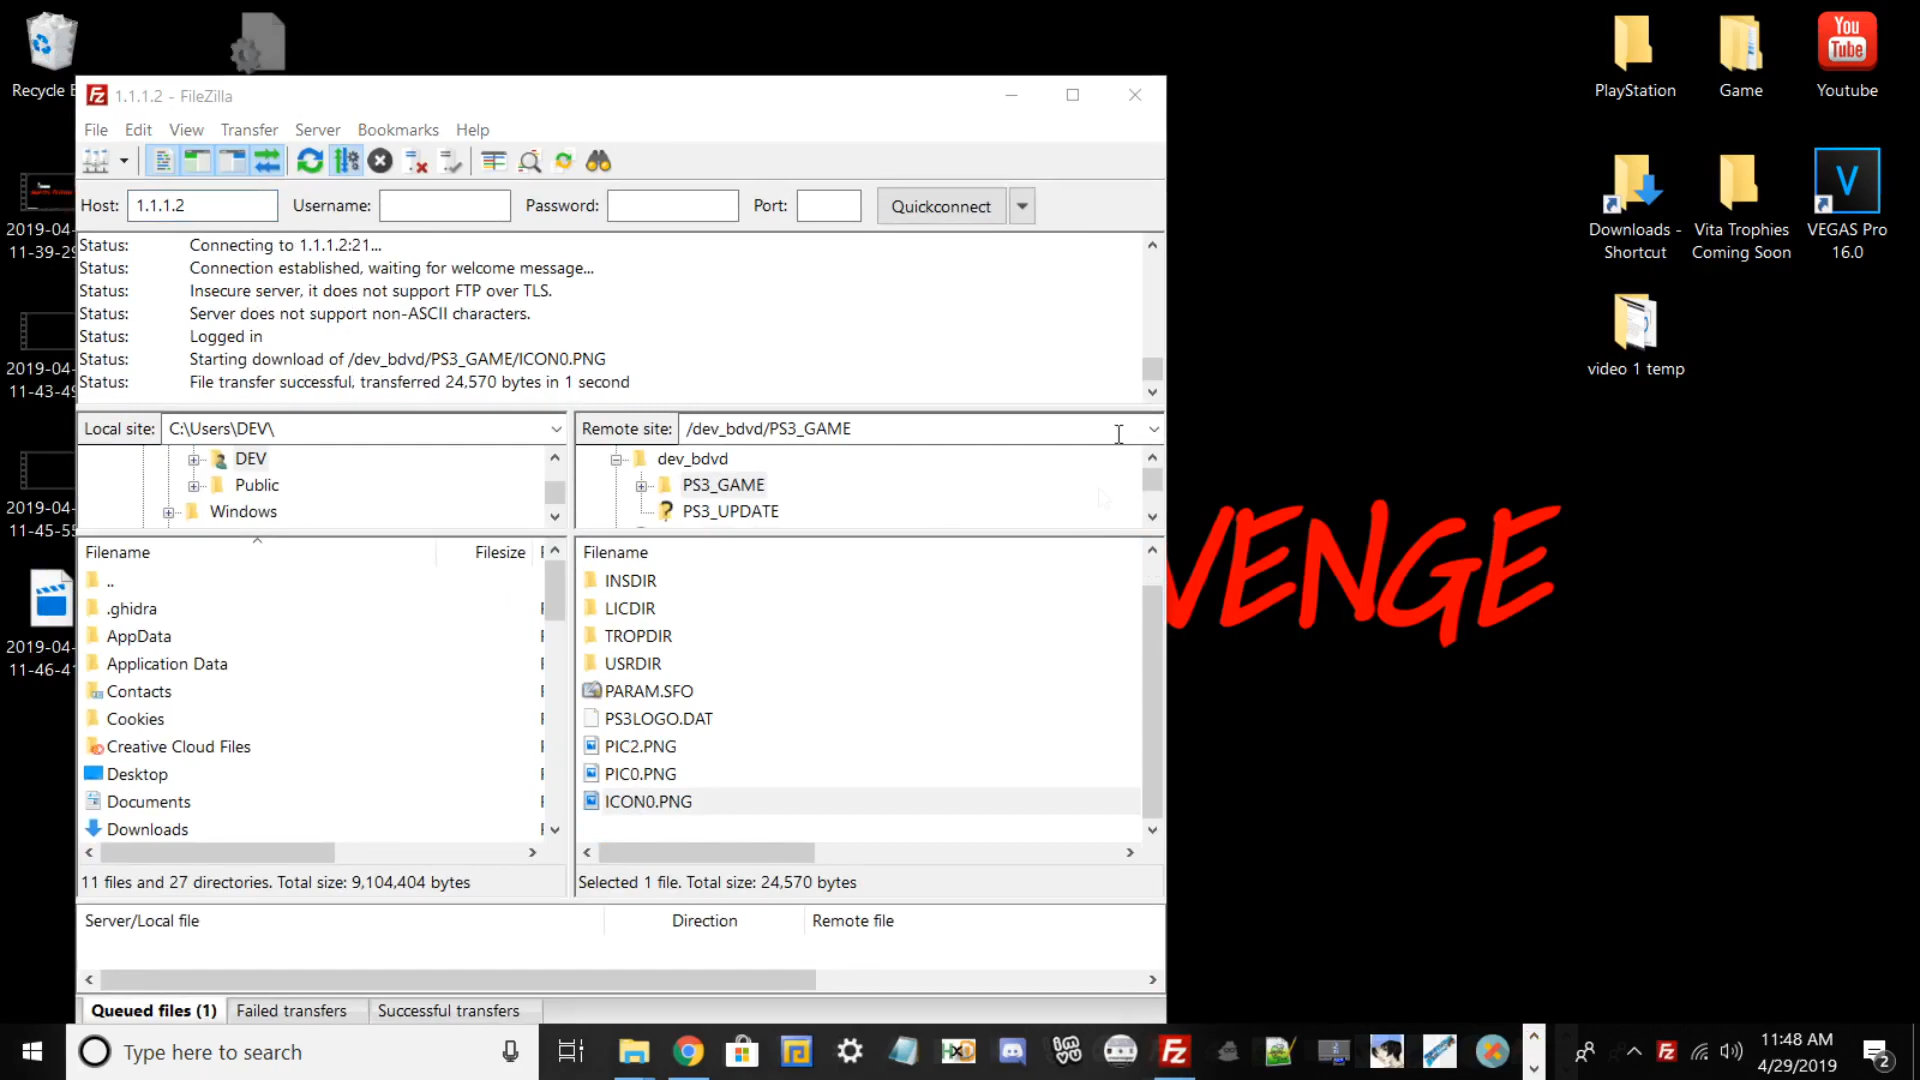 Recycle B
PlayStation
Game
You
Tube
Youtube
1.1.1.2 - FileZilla
File Edit View Transfer Server Bookmarks Help
Host: 1.1.1.2 Username: Password: Port: Quickconnect
Status: Connecting to 1.1.1.2:21...
Status: Connection established, waiting for welcome message...
Status: Insecure server, it does not support FTP over TLS.
Status: Server does not support non-ASCII characters.
Status: Logged in
Status: Starting download of /dev_bdvd/PS3_GAME/ICON0.PNG
Status: File transfer successful, transferred 24,570 bytes in 1 second
Local site: C:\Users\DEV\
DEV
Public
Windows
Remote site: /dev_bdvd/PS3_GAME
dev_bdvd
PS3_GAME
PS3_UPDATE
Filename Filesize F
..
.ghidra F
AppData F
Application Data F
Contacts F
Cookies F
Creative Cloud Files F
Desktop F
Documents F
Downloads F
11 files and 27 directories. Total size: 9,104,404 bytes
Filename
INSDIR
LICDIR
TROPDIR
USRDIR
PARAM.SFO
PS3LOGO.DAT
PIC2.PNG
PIC0.PNG
ICON0.PNG
Selected 1 file. Total size: 24,570 bytes
Server/Local file Direction Remote file
Queued files (1) Failed transfers Successful transfers
2019-04-
11-39-29
2019-04-
11-43-49
2019-04-
11-45-55
2019-04-
11-46-41
Downloads -
Shortcut
Vita Trophies
Coming Soon
V
VEGAS Pro
16.0
video 1 temp
VENGE
Type here to search
HXD
Fz
11:48 AM
4/29/2019
2